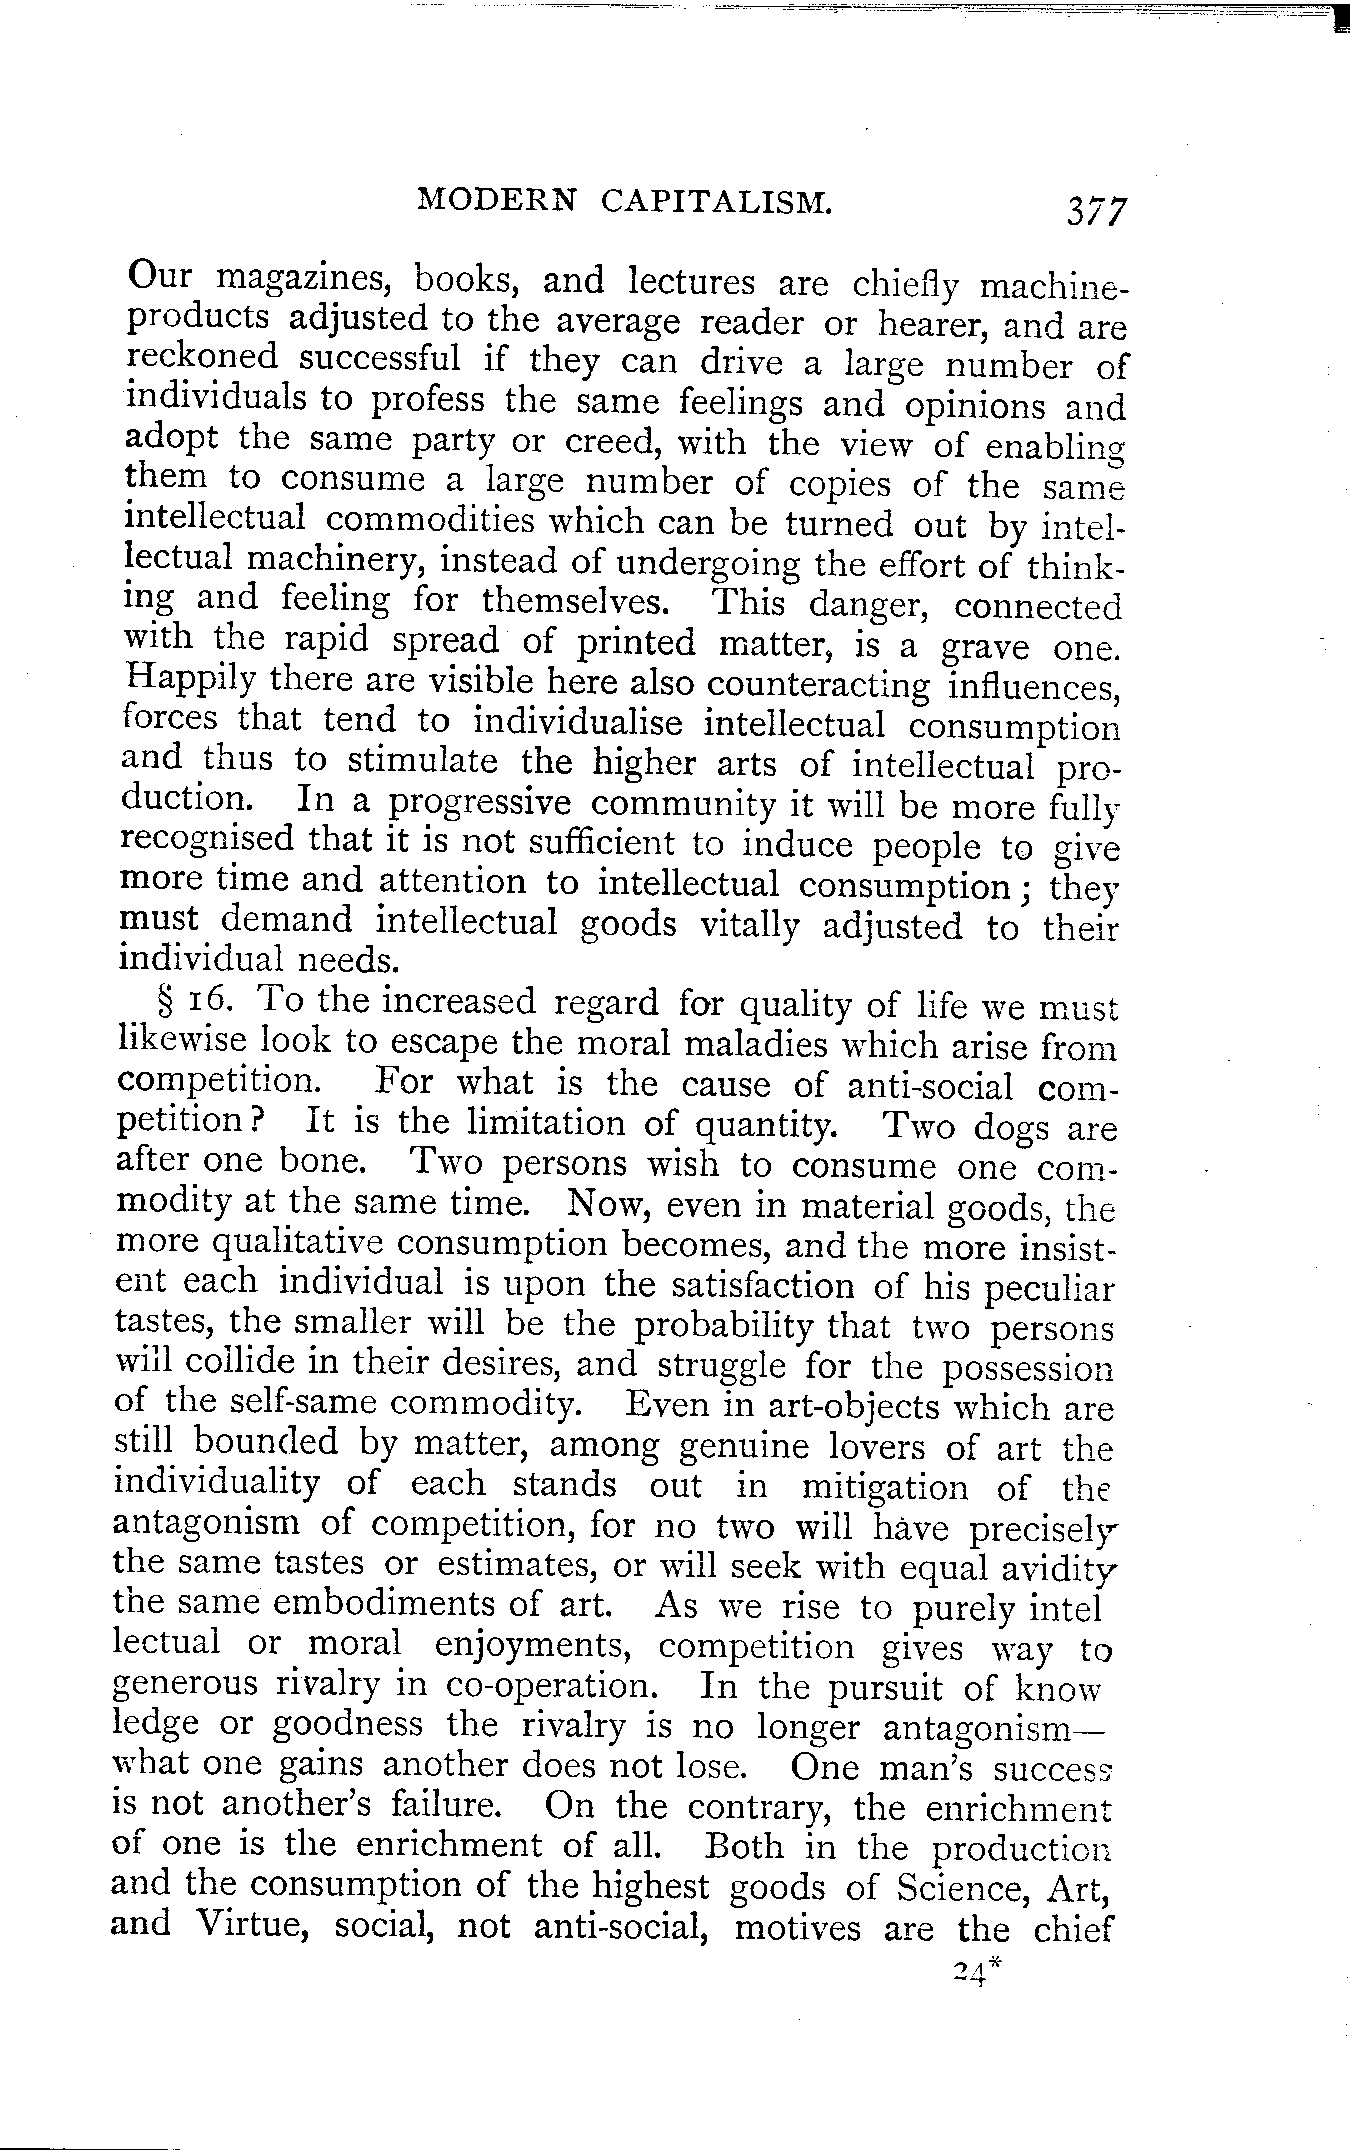 MODERN CAPITALISM. 377
Our magazines, books, and lectures are chiefly machine-
products adjusted to the average reader or hearer, and are
reckoned successful if they can drive a large number of
individuals to profess the same feelings and opinions and
adopt the same party or creed, with the view of enabling
them to consume a large number of copies of the same
intellectual commodities which can be turned out by intel-
lectual machinery, instead of undergoing the effort of think-
ing and feeling for themselves. This danger, connected
with the rapid spread of printed matter, is a grave one.
Happily there are visible here also counteracting influences,
forces that tend to individualise intellectual consumption
and thus to stimulate the higher arts of intellectual pro-
duction. In a progressive community it will be more fully
recognised that it is not sufficient to induce people to give
more time and attention to intellectual consumption; they
must demand intellectual goods vitally adjusted to their
individual needs.
§ 16. To the increased regard for quality of life we must
likewise look to escape the moral maladies which arise from
competition. For what is the cause of anti-social com-
petition? It is the limitation of quantity. Two dogs are
after one bone. Two persons wish to consume one com-
modity at the same time. Now, even in material goods, the
more qualitative consumption becomes, and the more insist-
ent each individual is upon the satisfaction of his peculiar
tastes, the smaller will be the probability that two persons
will collide in their desires, and struggle for the possession
of the self-same commodity. Even in art-objects which are
still bounded by matter, among genuine lovers of art the
individuality of each stands out in mitigation of the
antagonism of competition, for no two will have precisely
the same tastes or estimates, or will seek with equal avidity
the same embodiments of art. As we rise to purely intel
lectual or moral enjoyments, competition gives way to
generous rivalry in co-operation. In the pursuit of know
ledge or goodness the rivalry is no longer antagonism—
what one gains another does not lose. One man's success
is not another's failure. On the contrary, the enrichment
of one is the enrichment of all. Both in the production
and the consumption of the highest goods of Science, Art,
and Virtue, social, not anti-social, motives are the chief
24*